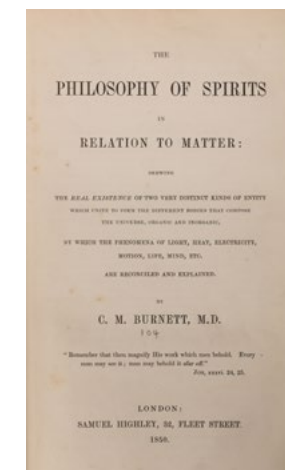 THE
PHILOSOPHY OF SPIRITS
IN
RELATION TO MATTER:
SHEWING
THE REAL EXISTENCE OF TWO VERY DISTINCT KINDS OF ENTITY
WHICH UNITE TO FORM THE DIFFERENT BODIES THAT COMPOSE
THE UNIVERSE, ORGANIC AND INORGANIC,
BY WHICH THE PHENOMENA OF LIGHT, HEAT, ELECTRICITY,
MOTION, LIFE, MIND, ETC.
ARE RECONCILED AND EXPLAINED.
BY
C. M. BURNETT, M.D.
"Remember that thou magnify His work which men behold. Every
man may see it; man may behold it afar off."
JOB, xxxvi. 24, 25.
LONDON:
SAMUEL HIGHLEY, 32, FLEET STREET.
1850.